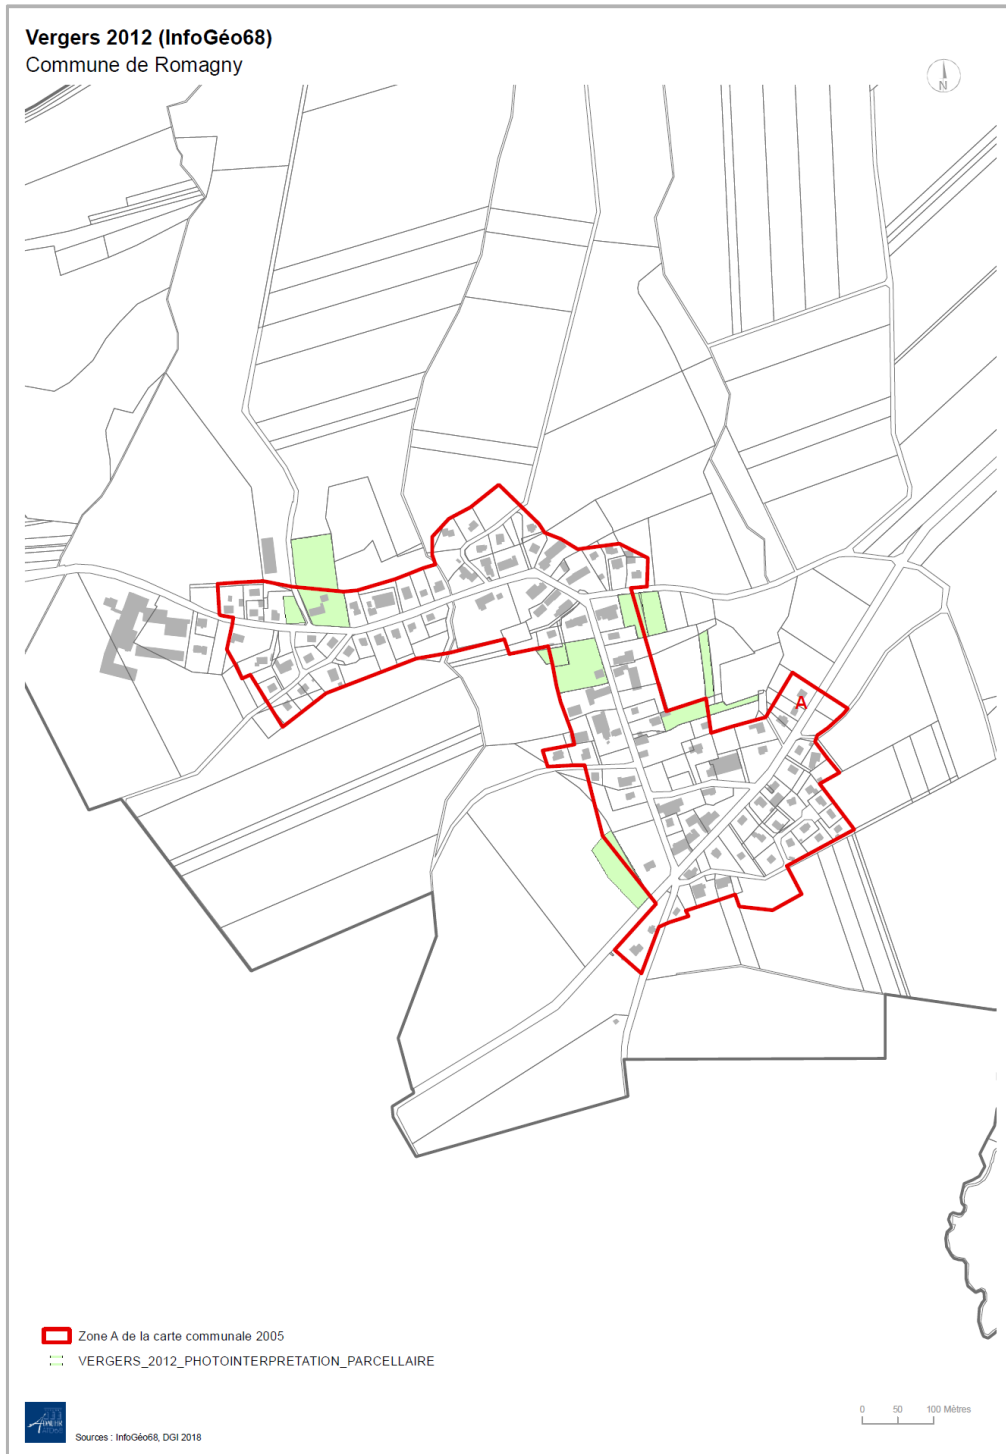 Vergers 2012 (InfoGéo68)
Commune de Romagny
N
A
Zone A de la carte communale 2005
VERGERS_2012_PHOTOINTERPRETATION_PARCELLAIRE
0 50 100 Mètres
Sources : InfoGéo68, DGI 2018